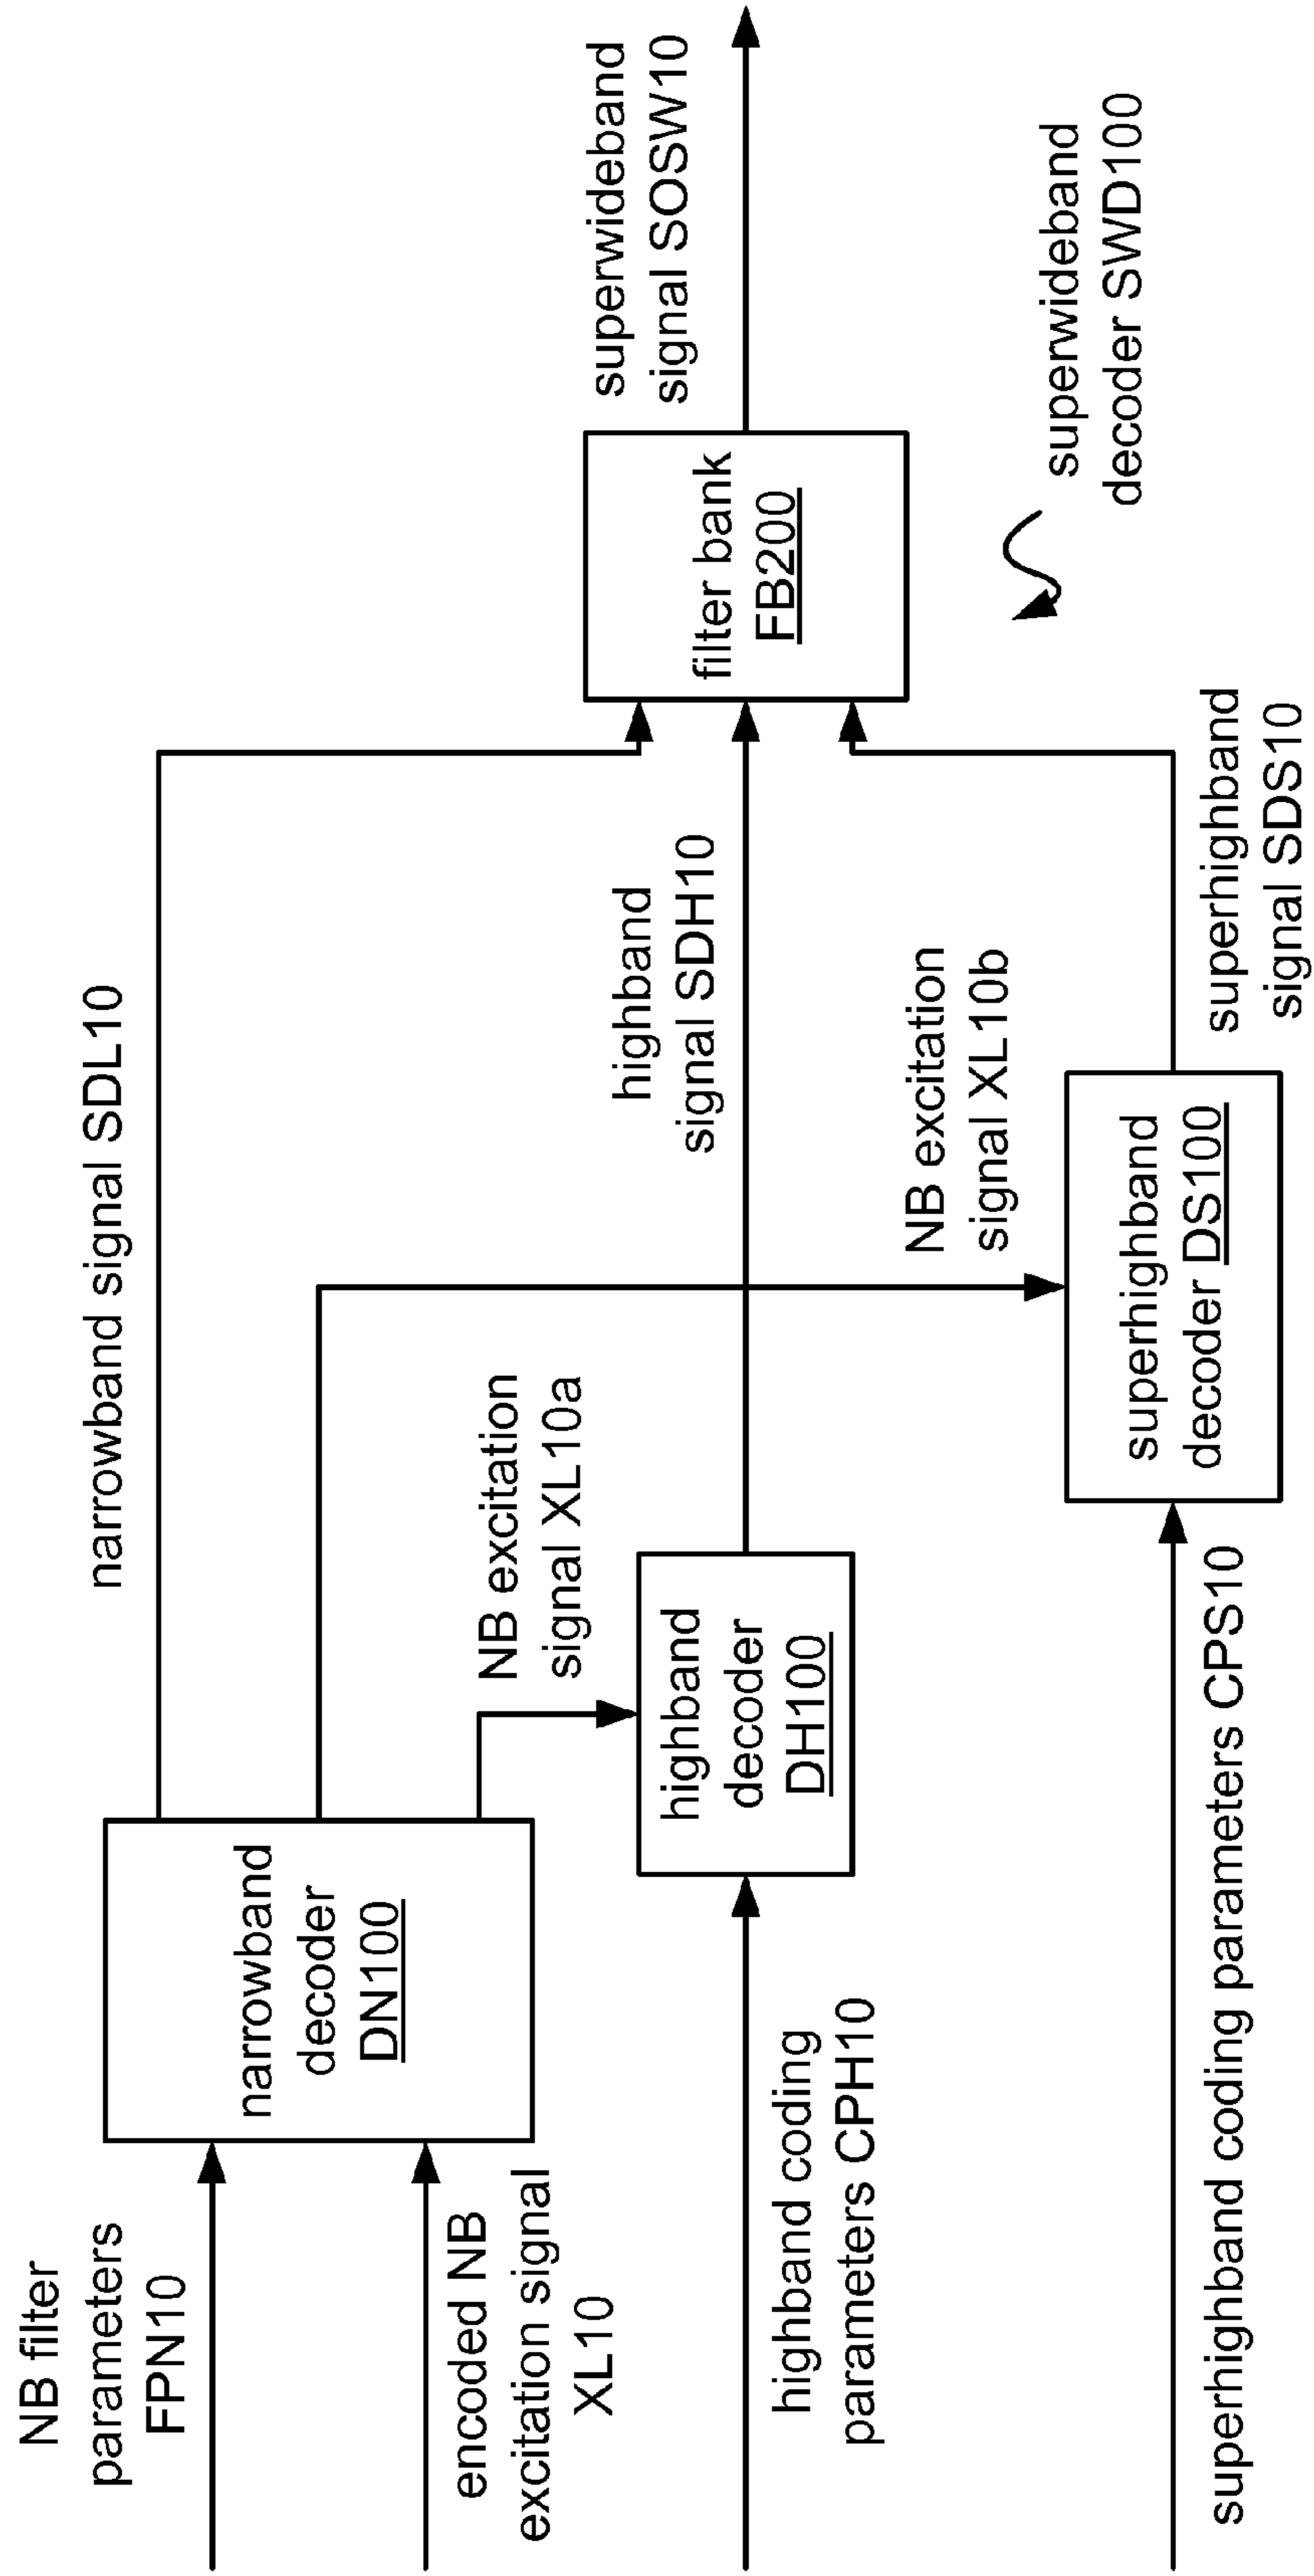 NB filter
parameters
FPN10
encoded NB
excitation signal
XL10
highband coding
parameters CPH10
superhighband coding parameters CPS10
narrowband
decoder
DN100
highband
decoder
DH100
NB excitation
signal XL10a
superhighband
decoder DS100
NB excitation
signal XL10b
narrowband signal SDL10
highband
signal SDH10
superhighband
signal SDS10
filter bank
FB200
superwideband
signal SOSW10
superwideband
decoder SWD100